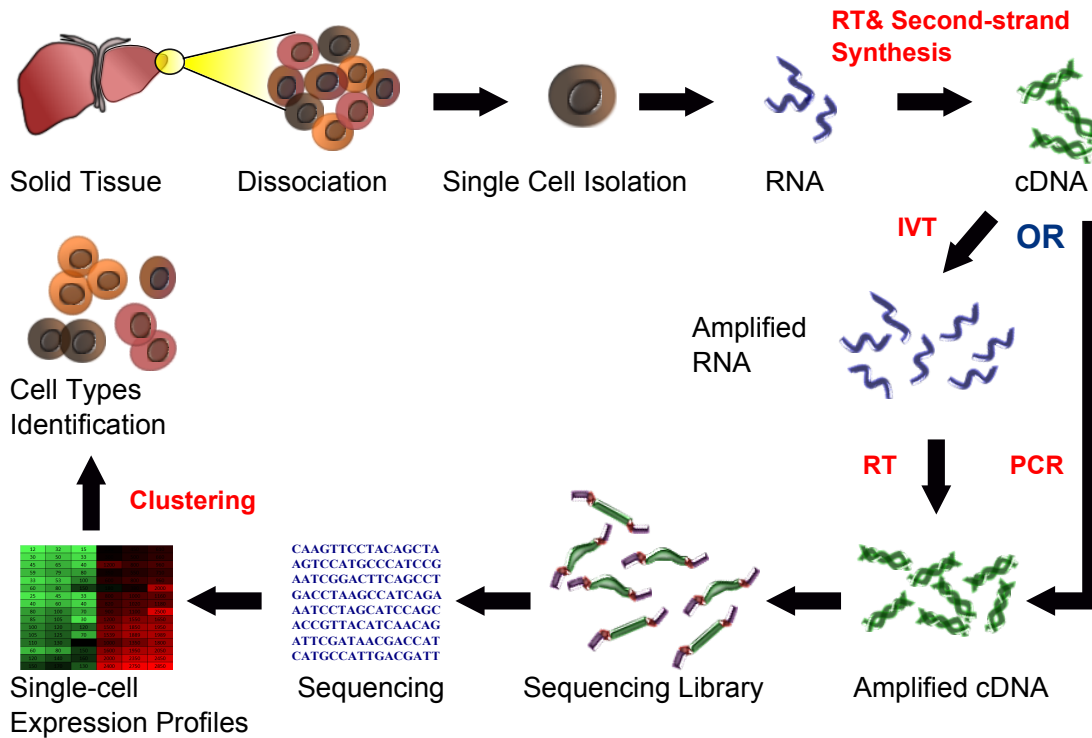 RT& Second-strand
Synthesis
Solid Tissue
Dissociation
Single Cell Isolation
RNA
cDNA
IVT
OR
Amplified
RNA
RT
PCR
Cell Types
Identification
Clustering
CAAGTTCCTACAGCTA
AGTCCATGCCCATCCG
AATCGGACTTCAGCCT
GACCTAAGCCATCAGA
AATCCTAGCATCCAGC
ACCGTTACATCAACAG
ATTCGATAACGACCAT
CATGCCATTGACGATT
Single-cell
Expression Profiles
Sequencing
Sequencing Library
Amplified cDNA